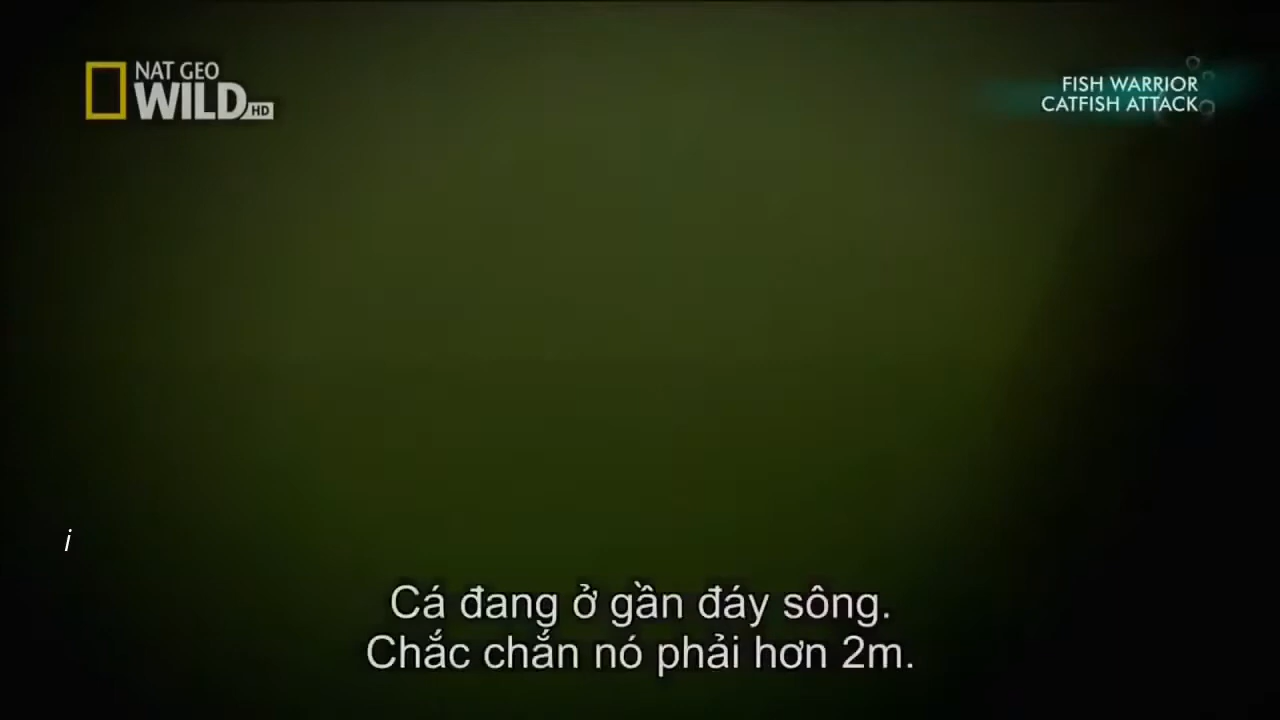 NAT GEO
WILD HD
FISH WARRIOR
CATFISH ATTACK
i
Cá đang ở gần đáy sông.
Chắc chắn nó phải hơn 2m.